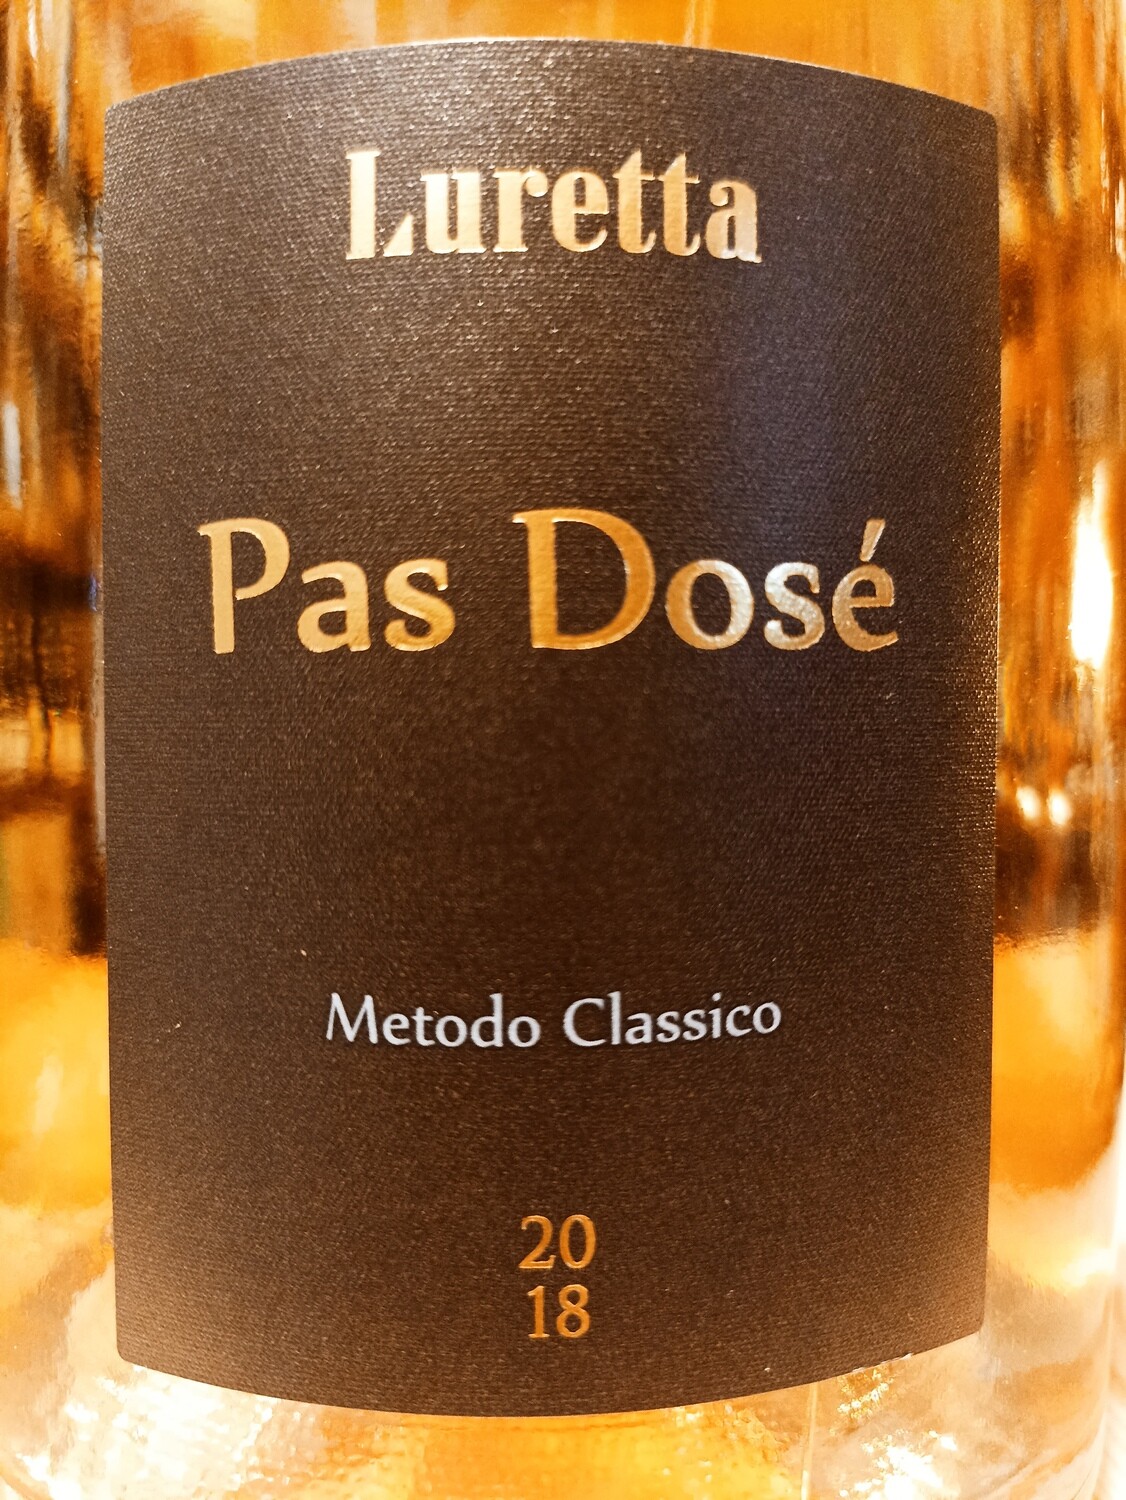 Luretta
Pas Dosé
Metodo Classico
20
18